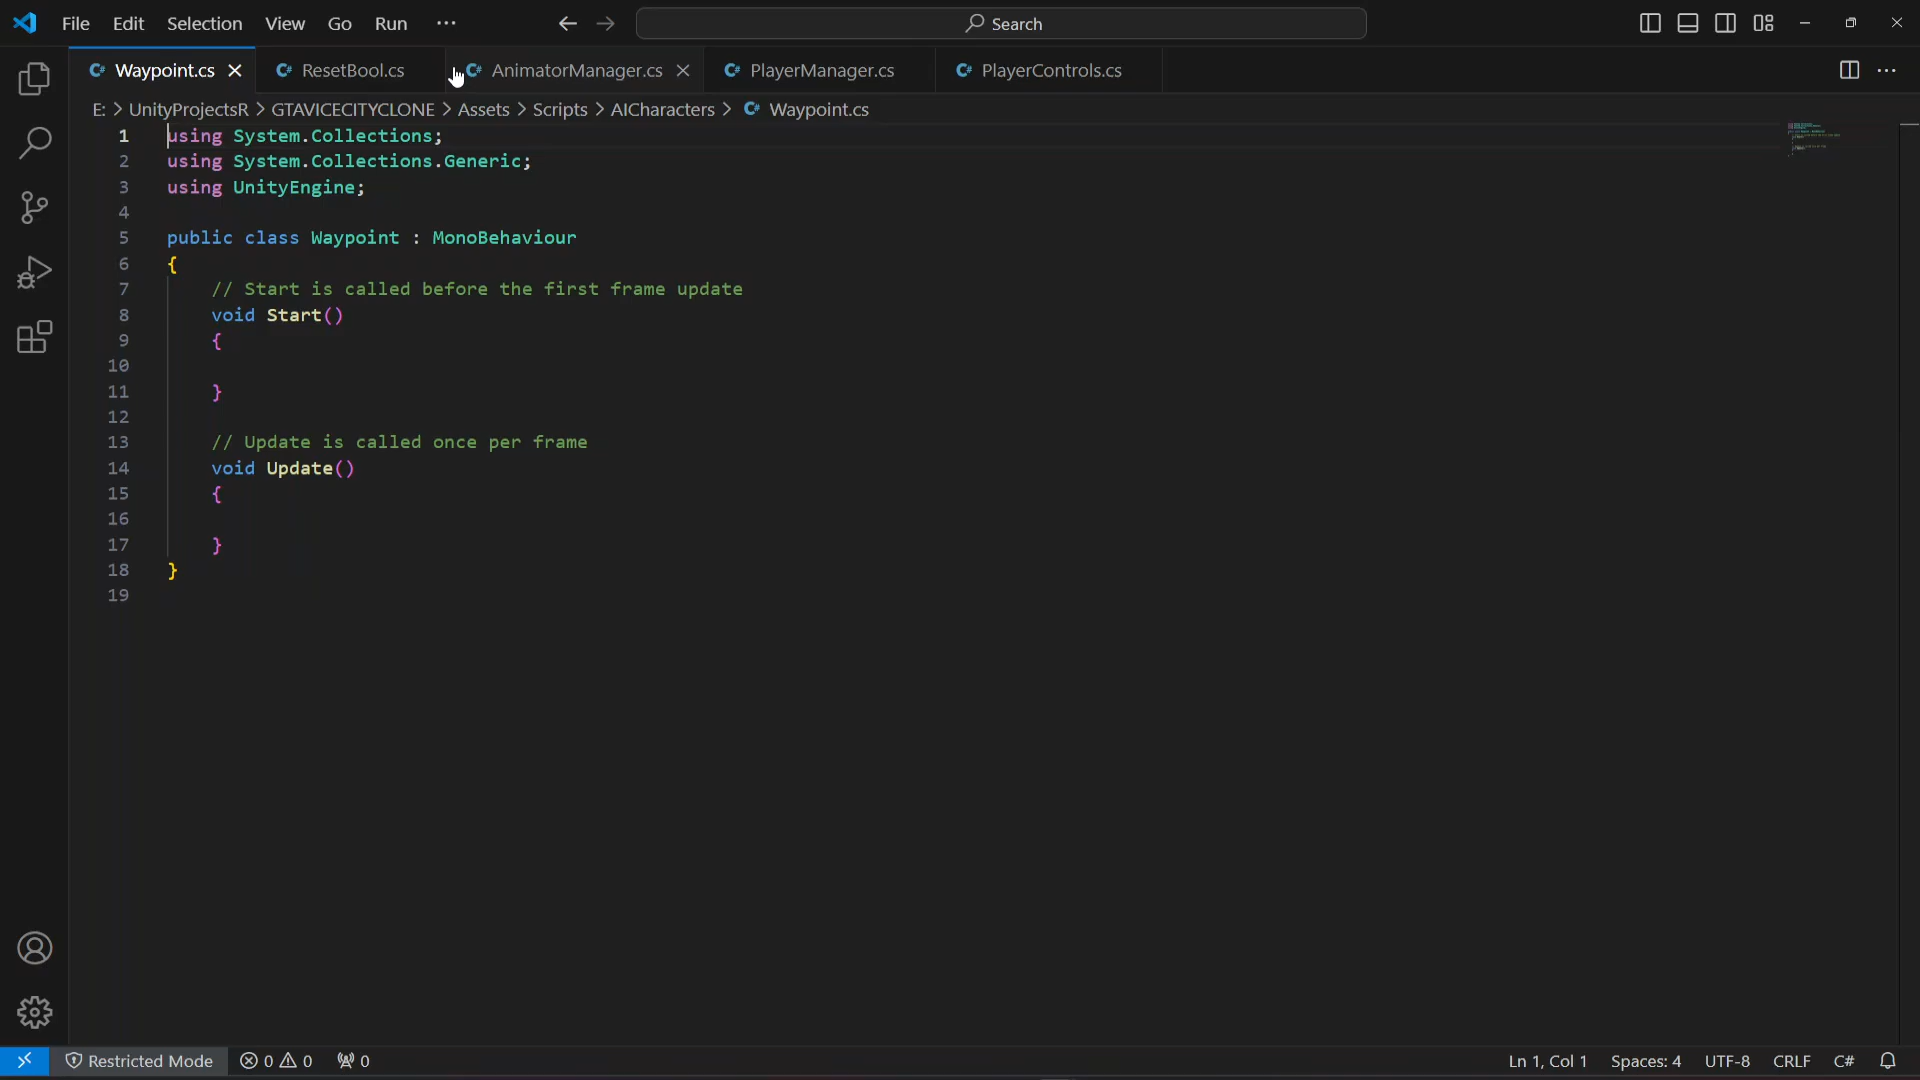 File Edit Selection View Go Run ··· Search
Waypoint.cs ResetBool.cs AnimatorManager.cs PlayerManager.cs PlayerControls.cs
E: > UnityProjectsR > GTAVICECITYCLONE > Assets > Scripts > AICharacters > Waypoint.cs
1 using System.Collections;
2 using System.Collections.Generic;
3 using UnityEngine;
4
5 public class Waypoint : MonoBehaviour
6 {
7 // Start is called before the first frame update
8 void Start()
9 {
10
11 }
12
13 // Update is called once per frame
14 void Update()
15 {
16
17 }
18 }
19
Restricted Mode 0 0 0 Ln 1, Col 1 Spaces: 4 UTF-8 CRLF C#